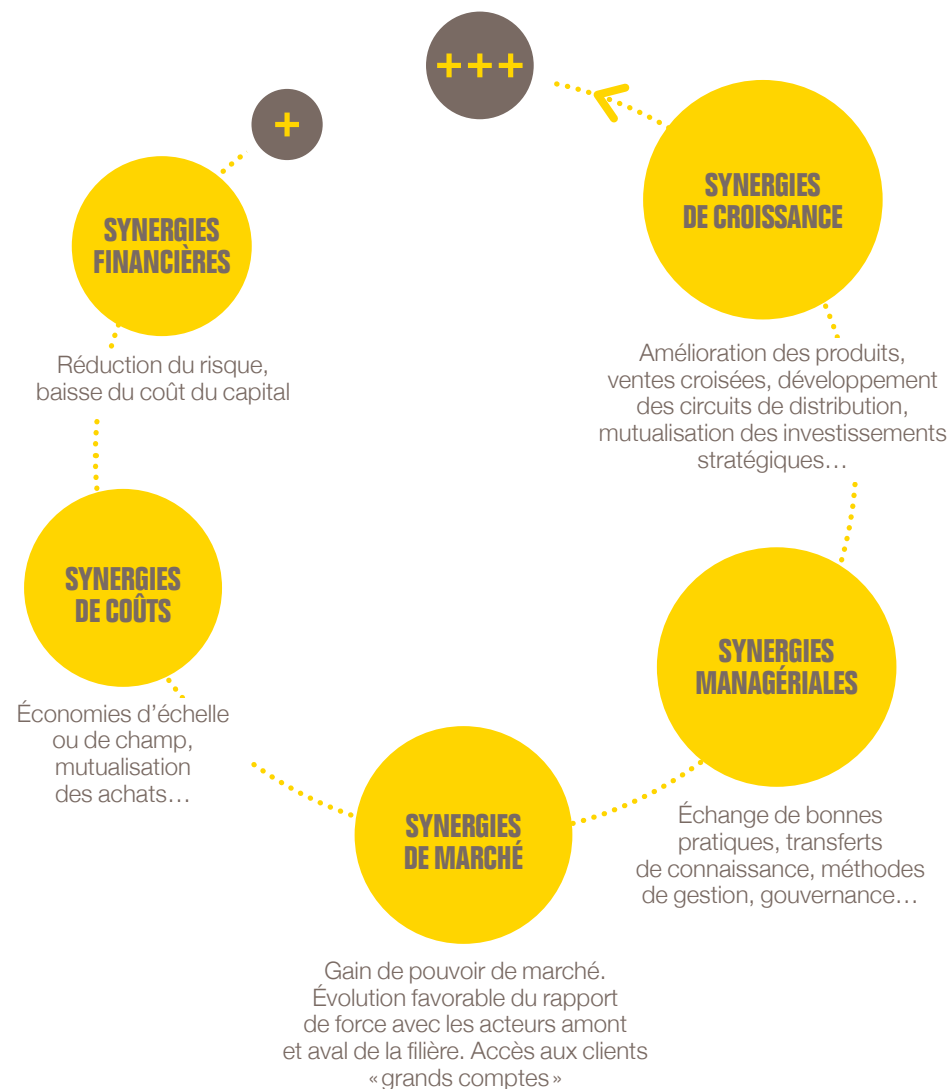 +++
+
SYNERGIES
FINANCIÈRES
Réduction du risque,
baisse du coût du capital
SYNERGIES
DE COÛTS
Économies d’échelle
ou de champ,
mutualisation
des achats…
SYNERGIES
DE MARCHÉ
Gain de pouvoir de marché.
Évolution favorable du rapport
de force avec les acteurs amont
et aval de la filière. Accès aux clients
«grands comptes»
SYNERGIES
MANAGÉRIALES
Échange de bonnes
pratiques, transferts
de connaissance, méthodes
de gestion, gouvernance…
SYNERGIES
DE CROISSANCE
Amélioration des produits,
ventes croisées, développement
des circuits de distribution,
mutualisation des investissements
stratégiques…